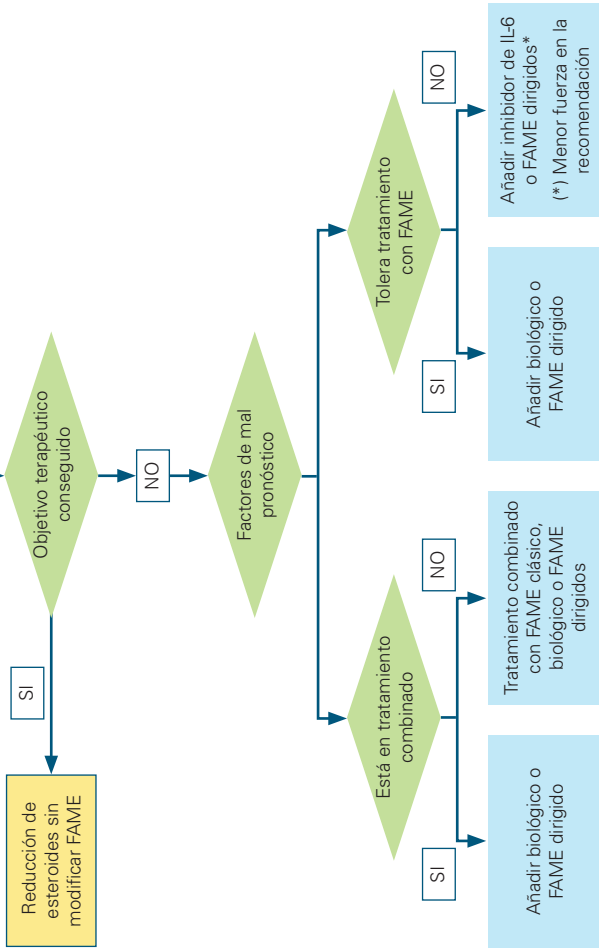 Objetivo terapéutico
conseguido
SI
Reducción de
esteroides sin
modificar FAME
NO
Factores de mal
pronóstico
Está en tratamiento
combinado
Tolera tratamiento
con FAME
SI
NO
SI
NO
Añadir biológico o
FAME dirigido
Tratamiento combinado
con FAME clásico,
biológico o FAME
dirigidos
Añadir biológico o
FAME dirigido
Añadir inhibidor de IL-6
o FAME dirigidos*
(*) Menor fuerza en la
recomendación